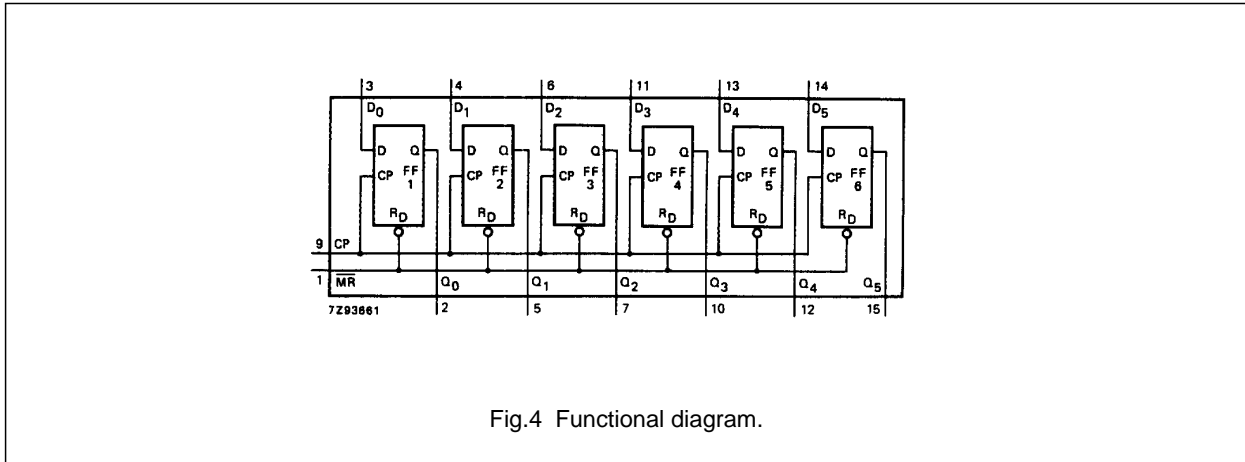 3 4 6 11 13 14
D0 D1 D2 D3 D4 D5
D Q D Q D Q D Q D Q D Q
CP FF 1 CP FF 2 CP FF 3 CP FF 4 CP FF 5 CP FF 6
RD RD RD RD RD RD
9 CP
1 MR Q0 Q1 Q2 Q3 Q4 Q5
7Z93661 2 5 7 10 12 15
Fig.4 Functional diagram.